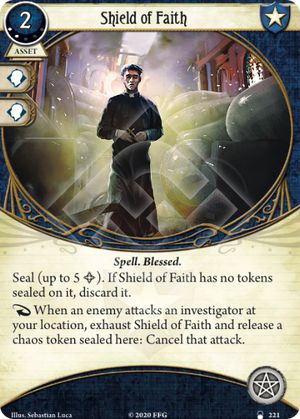 Shield of Faith
2
ASSET
Spell. Blessed.
Seal (up to 5 ). If Shield of Faith has no tokens
sealed on it, discard it.
When an enemy attacks an investigator at
your location, exhaust Shield of Faith and release a
chaos token sealed here: Cancel that attack.
Illus. Sebastian Luca
© 2020 FFG
221